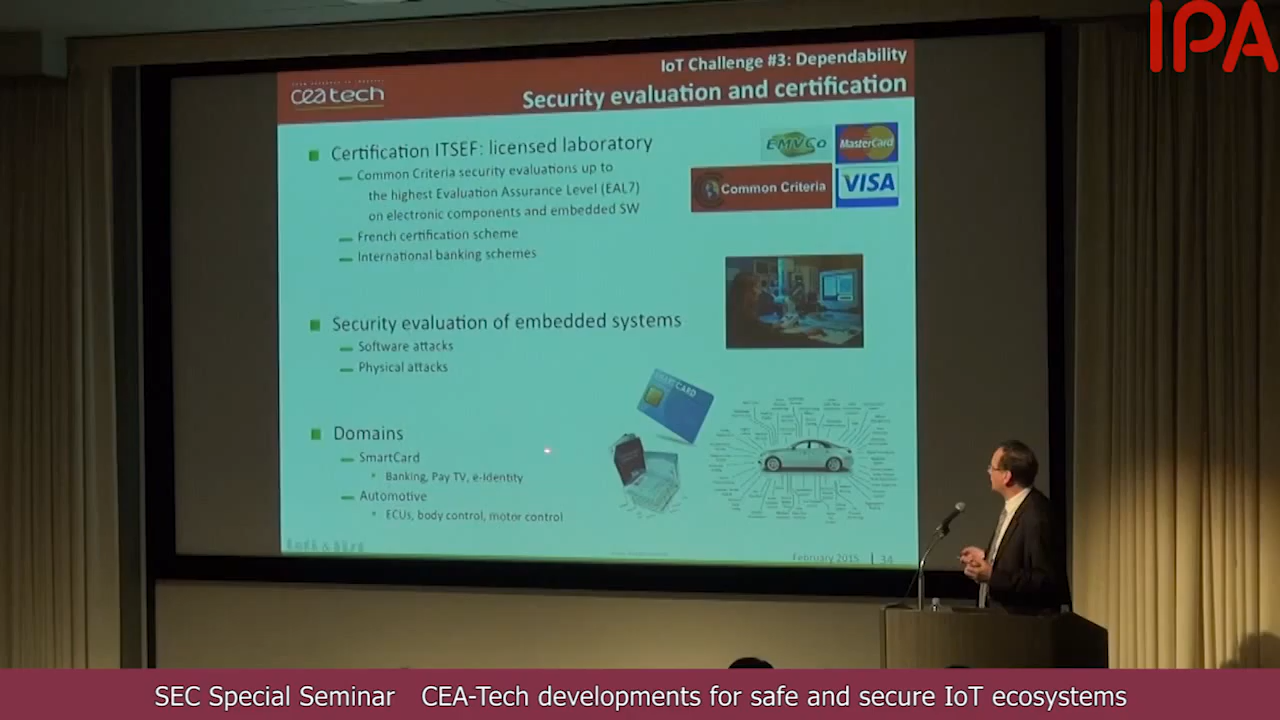 IPA
IoT Challenge #3: Dependability
Security evaluation and certification
ceatech
Certification ITSEF: licensed laboratory
Common Criteria security evaluations up to
the highest Evaluation Assurance Level (EAL7)
on electronic components and embedded SW
French certification scheme
International banking schemes
EMVCo
MasterCard
Common Criteria
VISA
Security evaluation of embedded systems
Software attacks
Physical attacks
SMARTCARD
Domains
SmartCard
Banking, Pay TV, e-Identity
Automotive
ECUs, body control, motor control
February 2015 | 34
SEC Special Seminar CEA-Tech developments for safe and secure IoT ecosystems